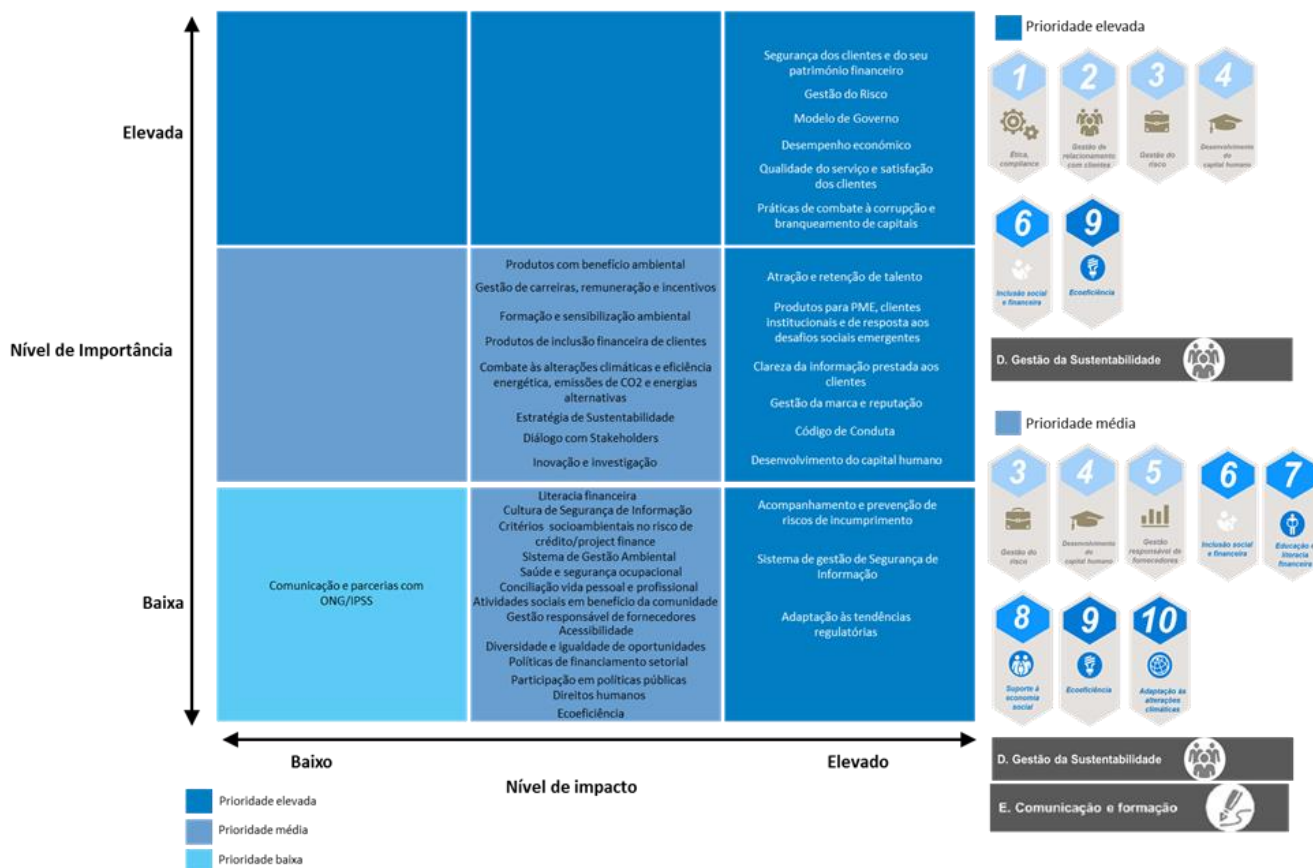 Elevada
Nível de Importância
Baixa
Segurança dos clientes e do seu
património financeiro
Gestão do Risco
Modelo de Governo
Desempenho económico
Qualidade do serviço e satisfação
dos clientes
Práticas de combate à corrupção e
branqueamento de capitais
Produtos com benefício ambiental
Gestão de carreiras, remuneração e incentivos
Formação e sensibilização ambiental
Produtos de inclusão financeira de clientes
Combate às alterações climáticas e eficiência
energética, emissões de CO2 e energias
alternativas
Estratégia de Sustentabilidade
Diálogo com Stakeholders
Inovação e investigação
Atração e retenção de talento
Produtos para PME, clientes
institucionais e de resposta aos
desafios sociais emergentes
Clareza da informação prestada aos
clientes
Gestão da marca e reputação
Código de Conduta
Desenvolvimento do capital humano
Comunicação e parcerias com
ONG/IPSS
Literacia financeira
Cultura de Segurança de Informação
Critérios socioambientais no risco de
crédito/project finance
Sistema de Gestão Ambiental
Saúde e segurança ocupacional
Conciliação vida pessoal e profissional
Atividades sociais em benefício da comunidade
Gestão responsável de fornecedores
Acessibilidade
Diversidade e igualdade de oportunidades
Políticas de financiamento setorial
Participação em políticas públicas
Direitos humanos
Ecoeficiência
Acompanhamento e prevenção de
riscos de incumprimento
Sistema de gestão de Segurança de
Informação
Adaptação às tendências
regulatórias
Baixo
Nível de impacto
Elevado
Prioridade elevada
Prioridade média
Prioridade baixa
Prioridade elevada
1
Ética,
compliance
2
Gestão de
relacionamento
com clientes
3
Gestão do
risco
4
Desenvolvimento
do
capital humano
6
Inclusão social
e financeira
9
Ecoeficiência
D. Gestão da Sustentabilidade
Prioridade média
3
Gestão do
risco
4
Desenvolvimento
do
capital humano
5
Gestão
responsável de
fornecedores
6
Inclusão social
e financeira
7
Educação e
literacia
financeira
8
Suporte à
economia
social
9
Ecoeficiência
10
Adaptação às
alterações
climáticas
D. Gestão da Sustentabilidade
E. Comunicação e formação